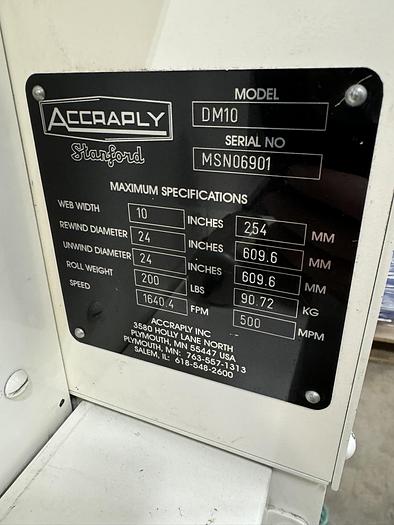 ACCRAPLY
Stanford
MODEL
DM10
SERIAL NO
MSN06901
MAXIMUM SPECIFICATIONS
WEB WIDTH 10 INCHES 254 MM
REWIND DIAMETER 24 INCHES 609.6 MM
UNWIND DIAMETER 24 INCHES 609.6 MM
ROLL WEIGHT 200 LBS 90.72 KG
SPEED 1640.4 FPM 500 MPM
ACCRAPLY INC
3580 HOLLY LANE NORTH
PLYMOUTH, MN 55447 USA
PLYMOUTH, MN: 763-557-1313
SALEM, IL: 618-548-2600